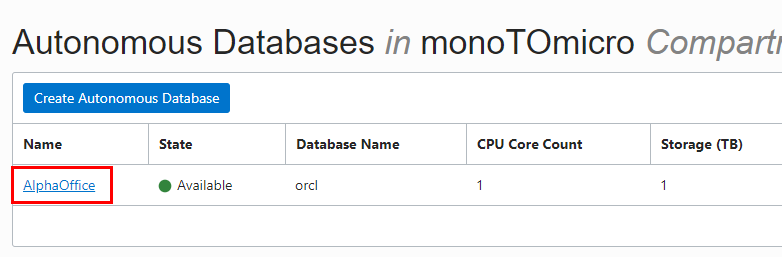 Autonomous Databases in monoTOmicro
Create Autonomous Database
Name State Database Name CPU Core Count Storage (TB)
AlphaOffice Available orcl 1 1